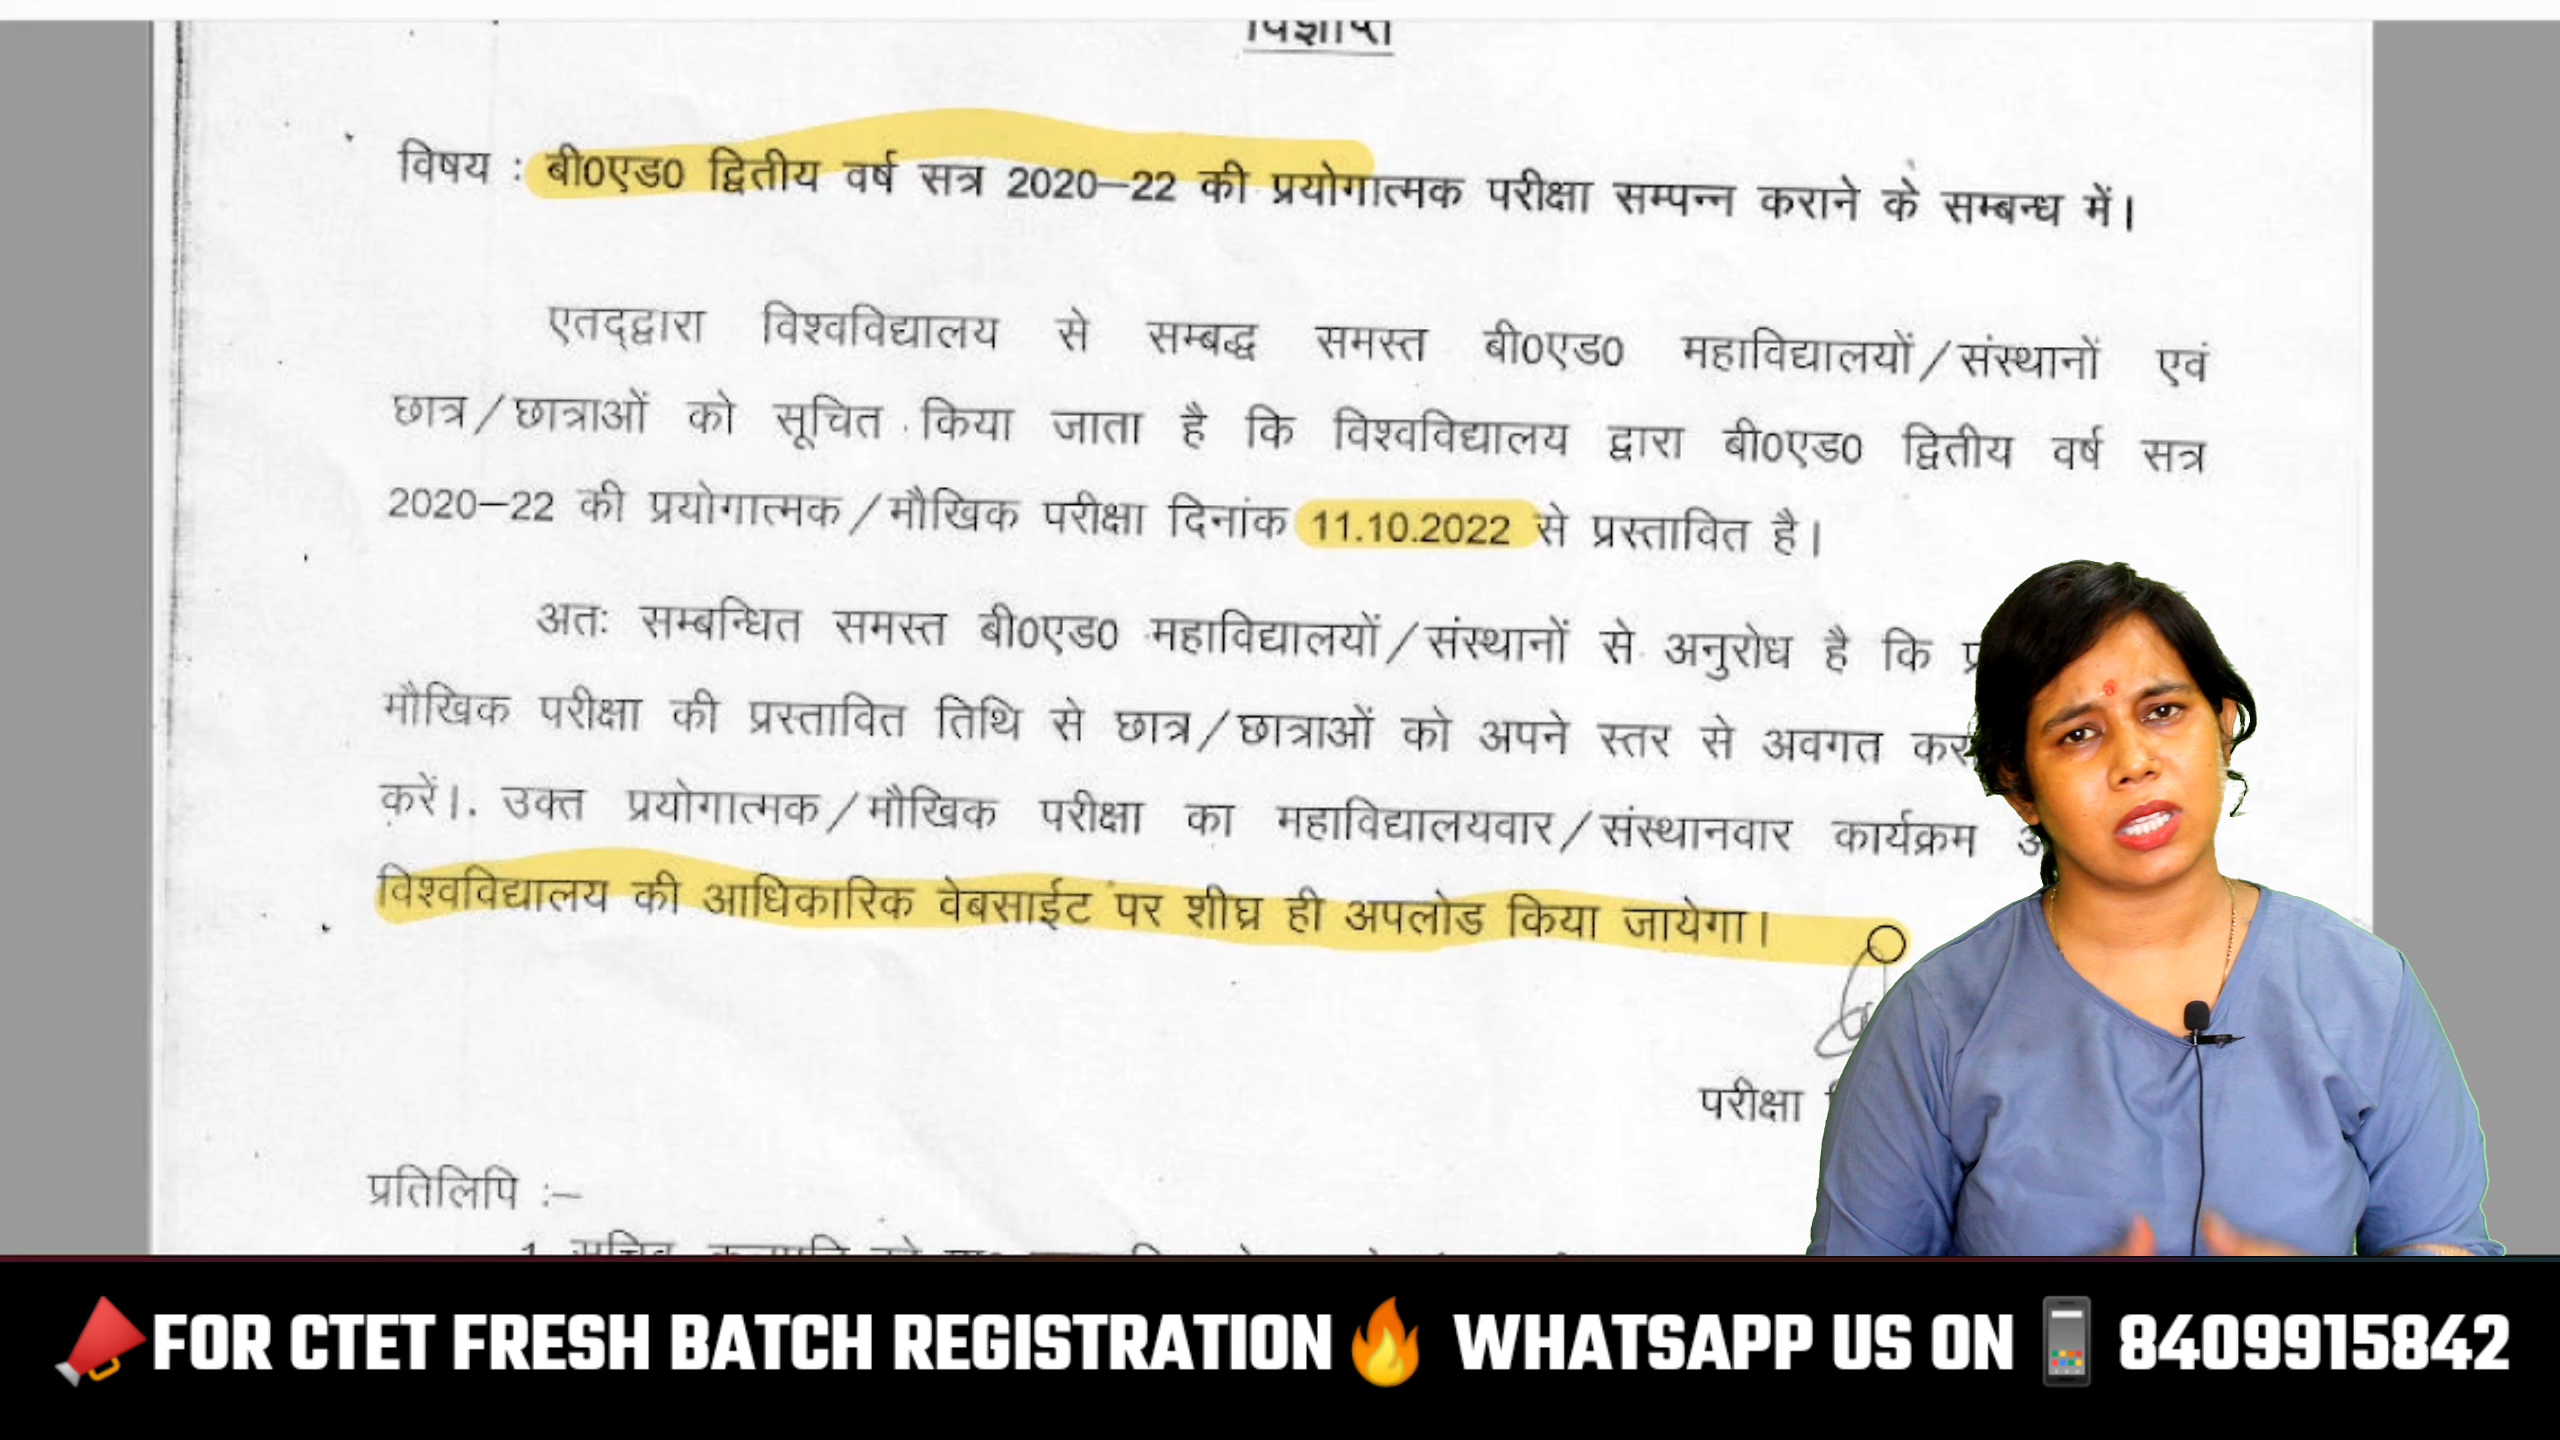 विज्ञप्ति
विषय : बी0एड0 द्वितीय वर्ष सत्र 2020–22 की प्रयोगात्मक परीक्षा सम्पन्न कराने के सम्बन्ध में।
एतद्द्वारा विश्वविद्यालय से सम्बद्ध समस्त बी0एड0 महाविद्यालयों/संस्थानों एवं
छात्र/छात्राओं को सूचित किया जाता है कि विश्वविद्यालय द्वारा बी0एड0 द्वितीय वर्ष सत्र
2020–22 की प्रयोगात्मक/मौखिक परीक्षा दिनांक 11.10.2022 से प्रस्तावित है।
अतः सम्बन्धित समस्त बी0एड0 महाविद्यालयों/संस्थानों से अनुरोध है कि
मौखिक परीक्षा की प्रस्तावित तिथि से छात्र/छात्राओं को अपने स्तर से अवगत
करें।. उक्त प्रयोगात्मक/मौखिक परीक्षा का महाविद्यालयवार/संस्थानवार कार्यक्रम
विश्वविद्यालय की आधिकारिक वेबसाईट पर शीघ्र ही अपलोड किया जायेगा।
परीक्षा
प्रतिलिपि :–
FOR CTET FRESH BATCH REGISTRATION WHATSAPP US ON 8409915842